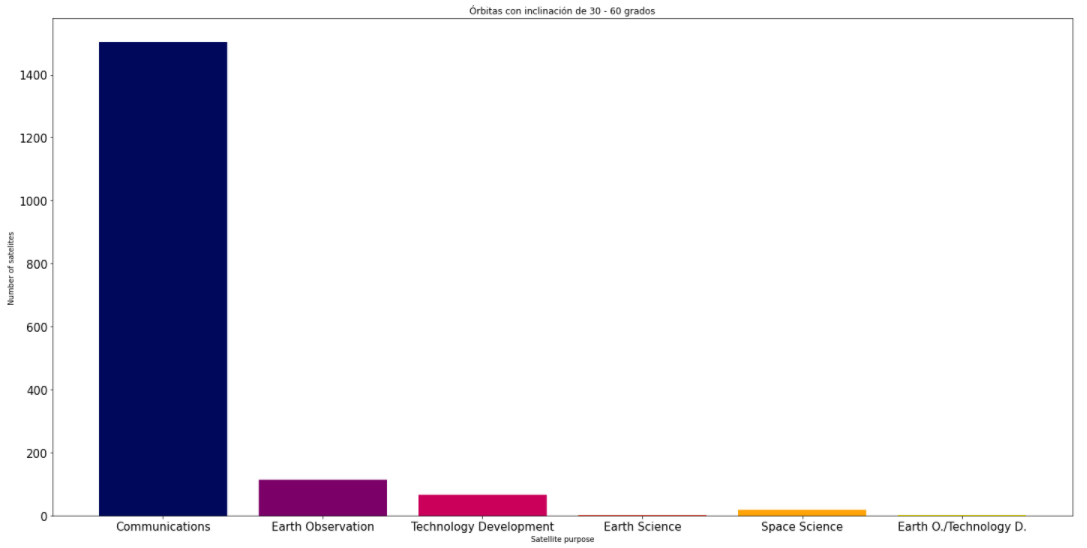 Órbitas con inclinación de 30 - 60 grados
Number of satelites
1400
1200
1000
800
600
400
200
0
Communications
Earth Observation
Technology Development
Earth Science
Space Science
Earth O./Technology D.
Satellite purpose